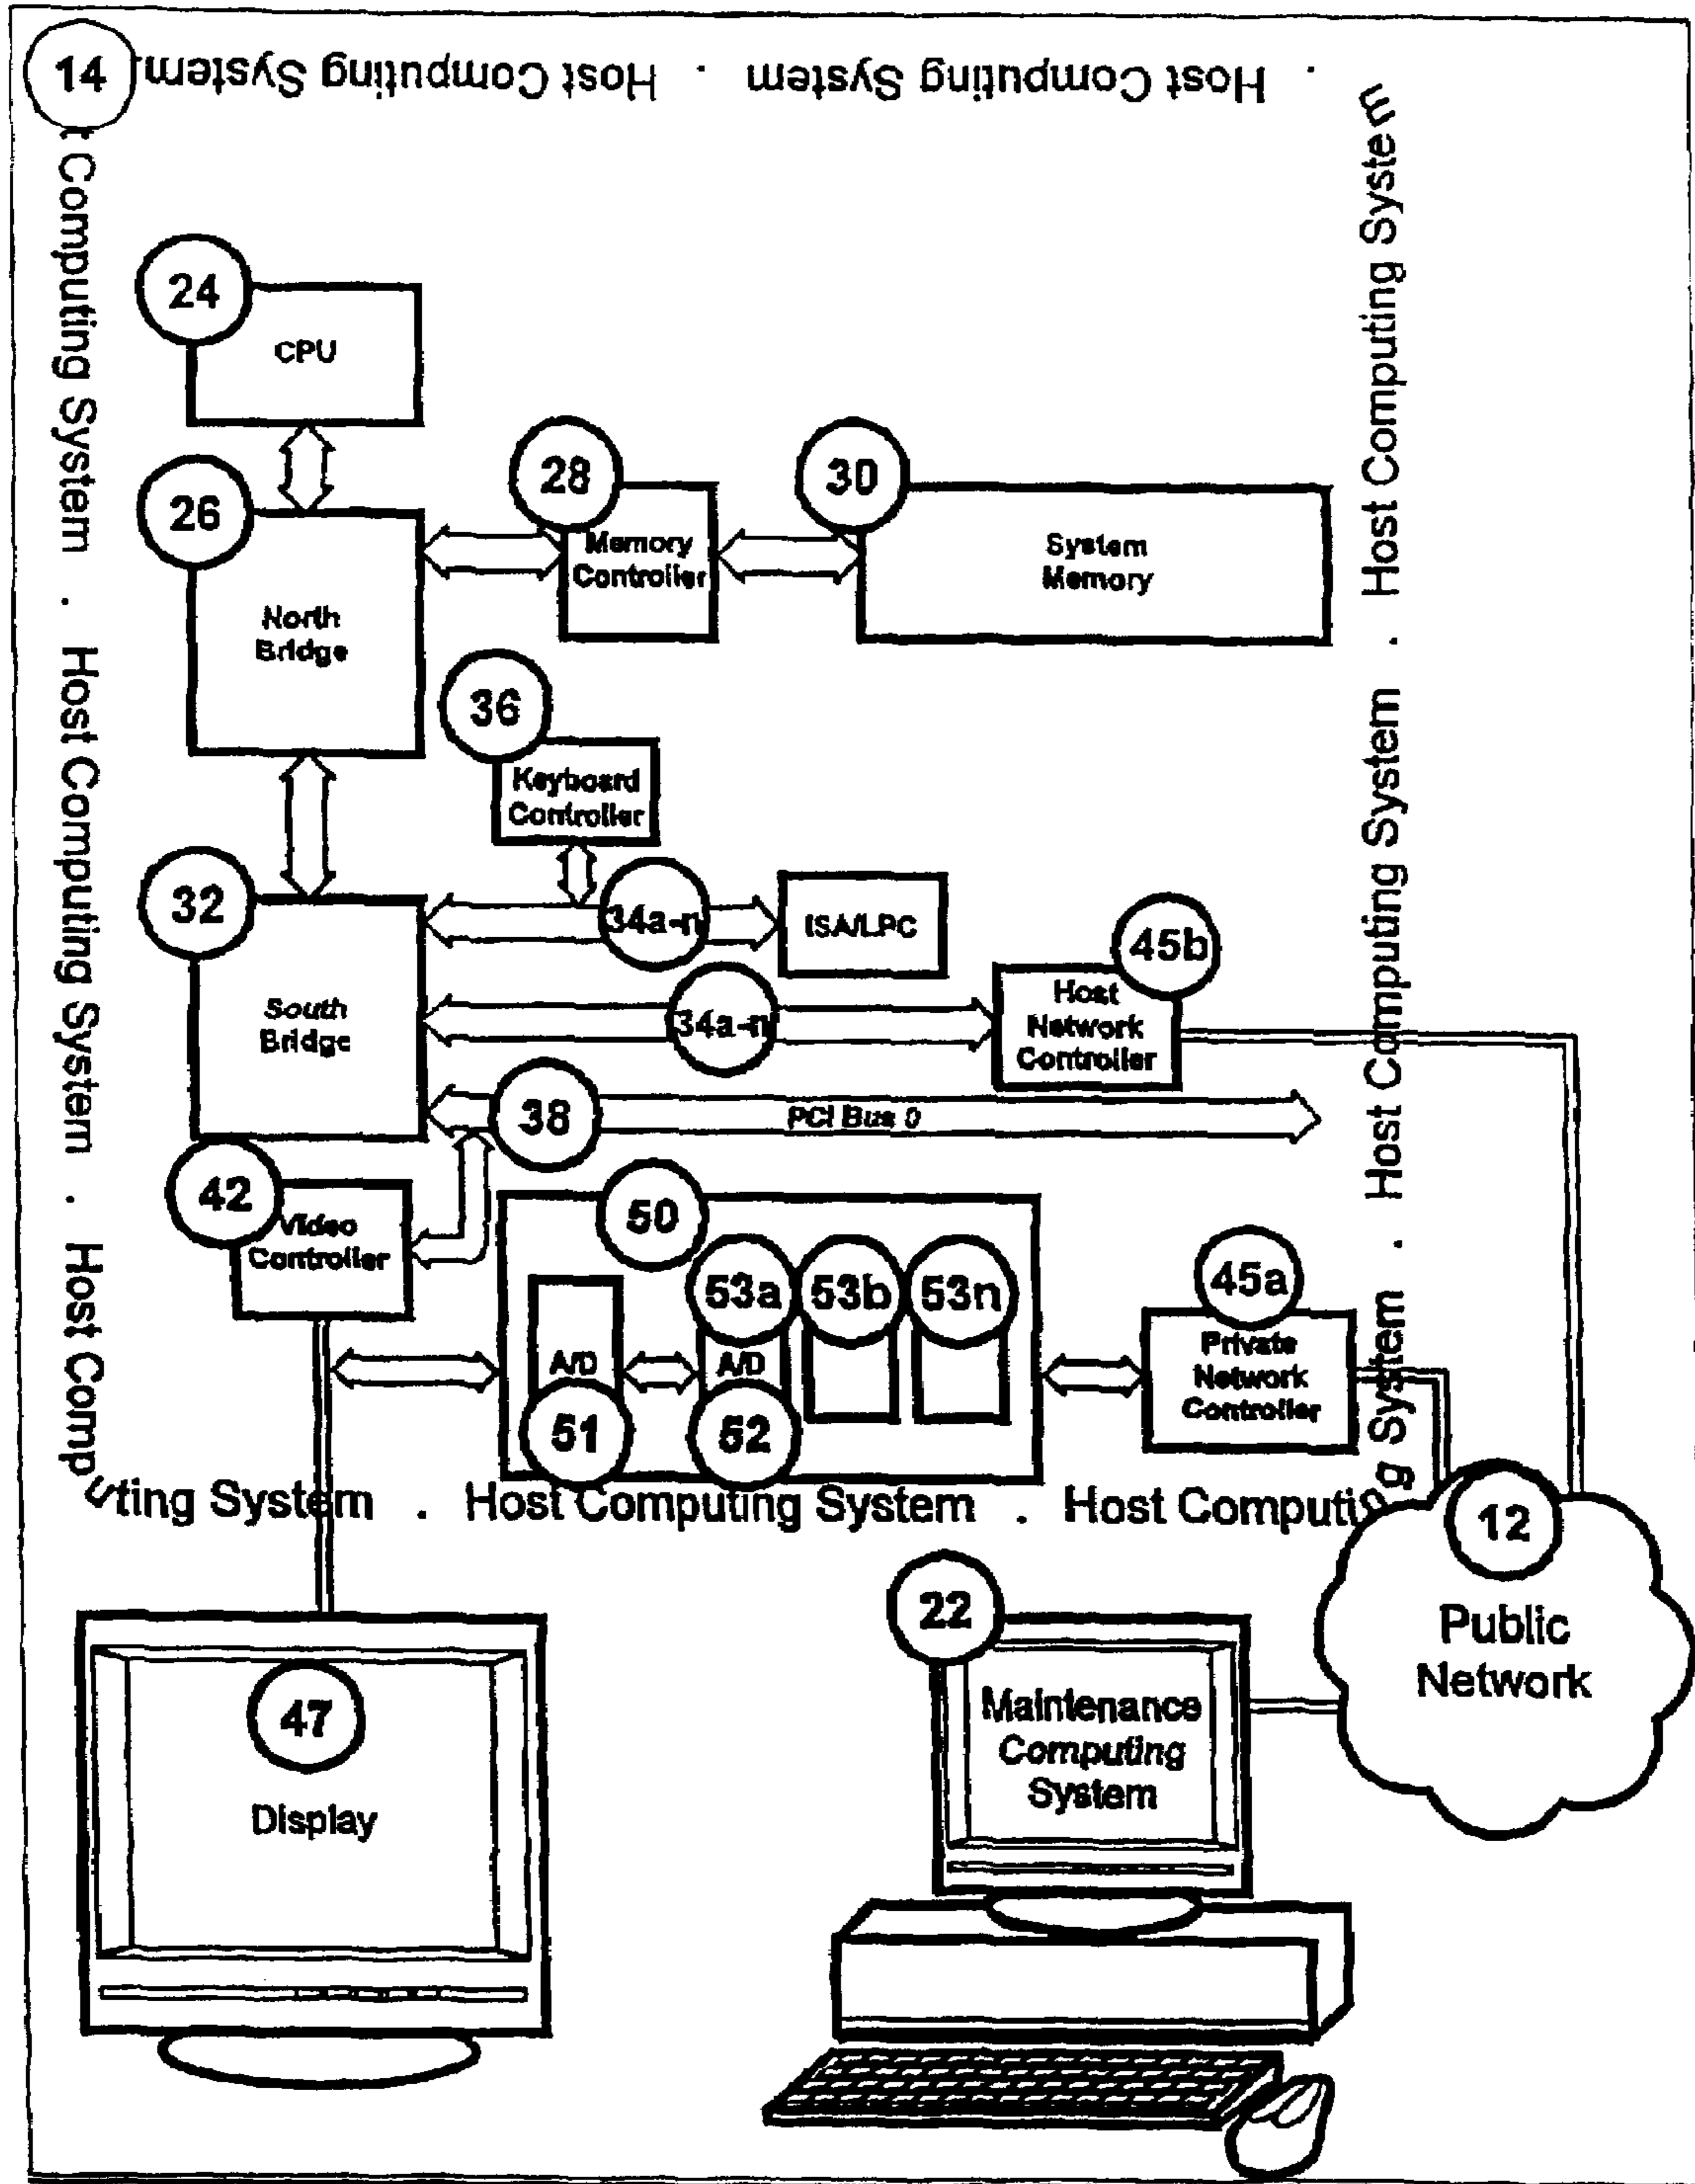 14
Host Computing System . Host Computing System .
t Computing System . Host Computing System . Host Computing System . Host Computing System . Host Computing System . Host Computing System . Host Computing System
24
CPU
26
North
Bridge
28
Memory
Controller
30
System
Memory
36
Keyboard
Controller
32
South
Bridge
34a-n
ISA/LPC
34a-n
45b
Host
Network
Controller
38
PCI Bus 0
42
Video
Controller
50
53a
53b
53n
A/D
A/D
51
52
45a
Private
Network
Controller
12
Public
Network
22
Maintenance
Computing
System
47
Display